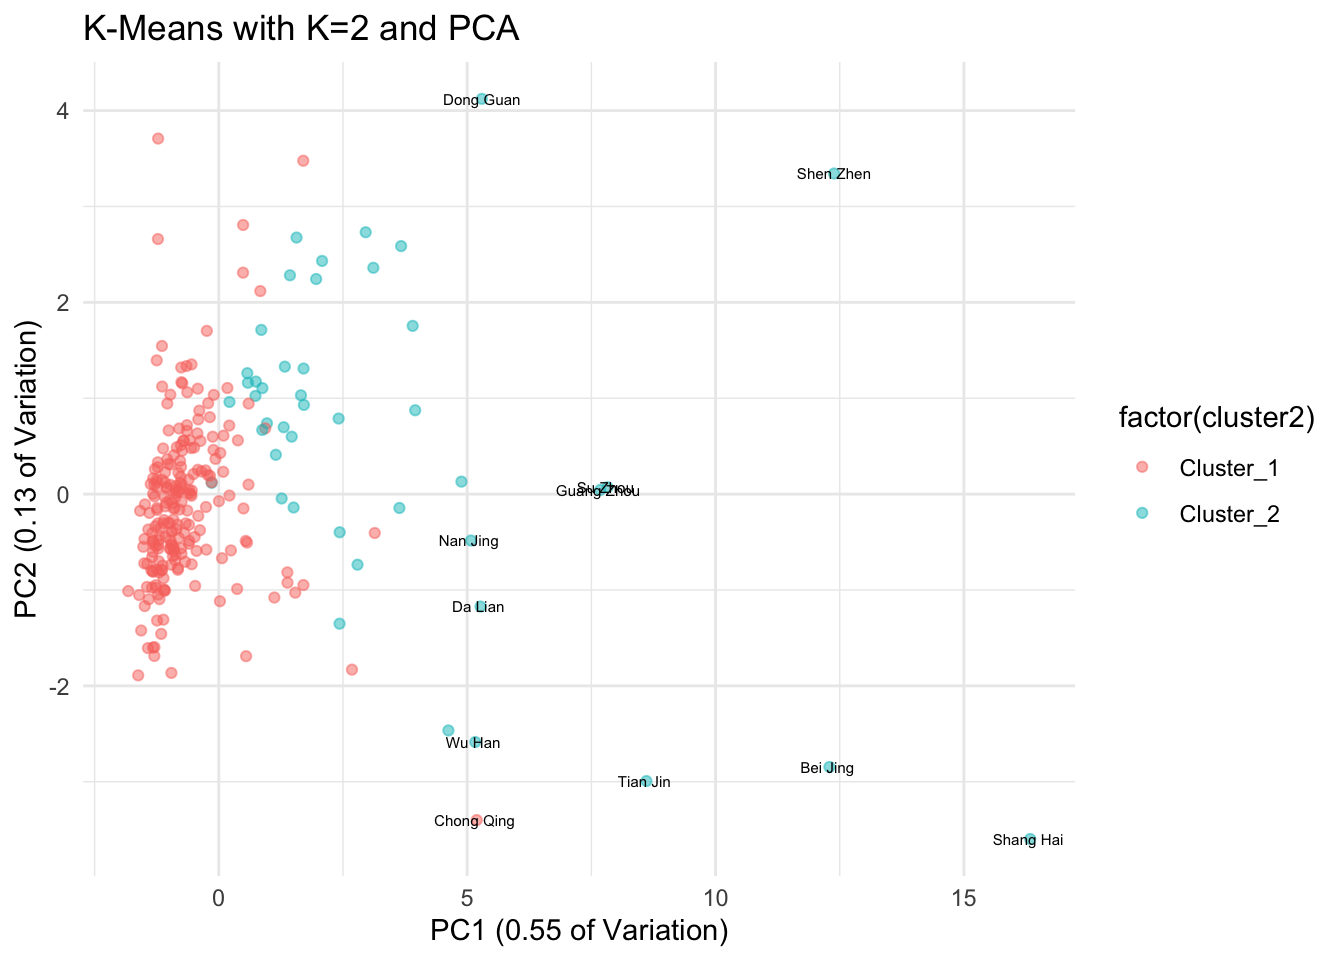 K-Means with K=2 and PCA
PC2 (0.13 of Variation)
4
2
0
-2
Dong Guan
Shen Zhen
Su Zhou
Guang Zhou
Nan Jing
Da Lian
Wu Han
Tian Jin
Bei Jing
Chong Qing
Shang Hai
0
5
10
15
PC1 (0.55 of Variation)
factor(cluster2)
Cluster_1
Cluster_2